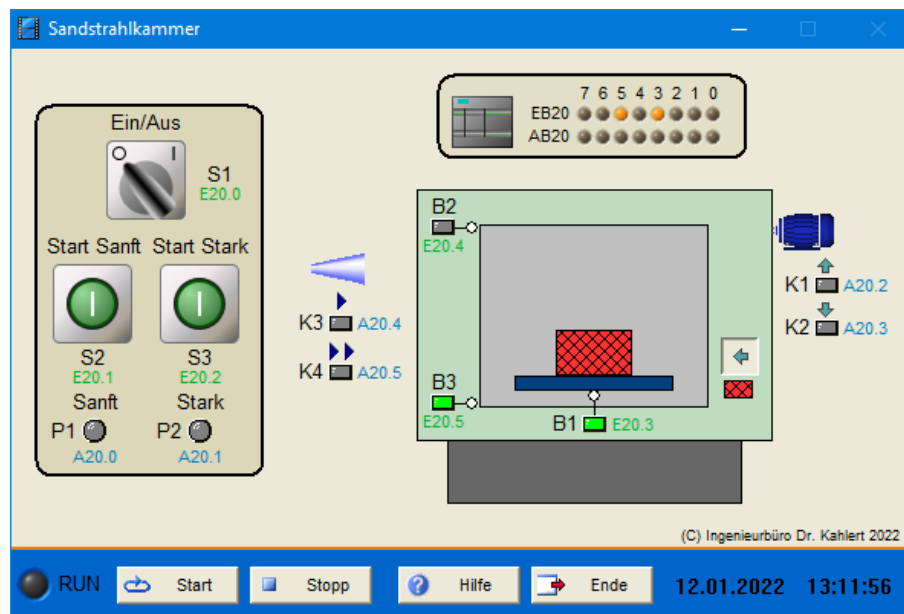 Sandstrahlkammer
7 6 5 4 3 2 1 0
EB20
AB20
Ein/Aus
O I
S1
E20.0
Start Sanft Start Stark
S2
E20.1
S3
E20.2
Sanft
Stark
P1
P2
A20.0
A20.1
K3 A20.4
K4 A20.5
B2
E20.4
B3
E20.5
B1 E20.3
K1 A20.2
K2 A20.3
(C) Ingenieurbüro Dr. Kahlert 2022
RUN Start Stopp Hilfe Ende 12.01.2022 13:11:56